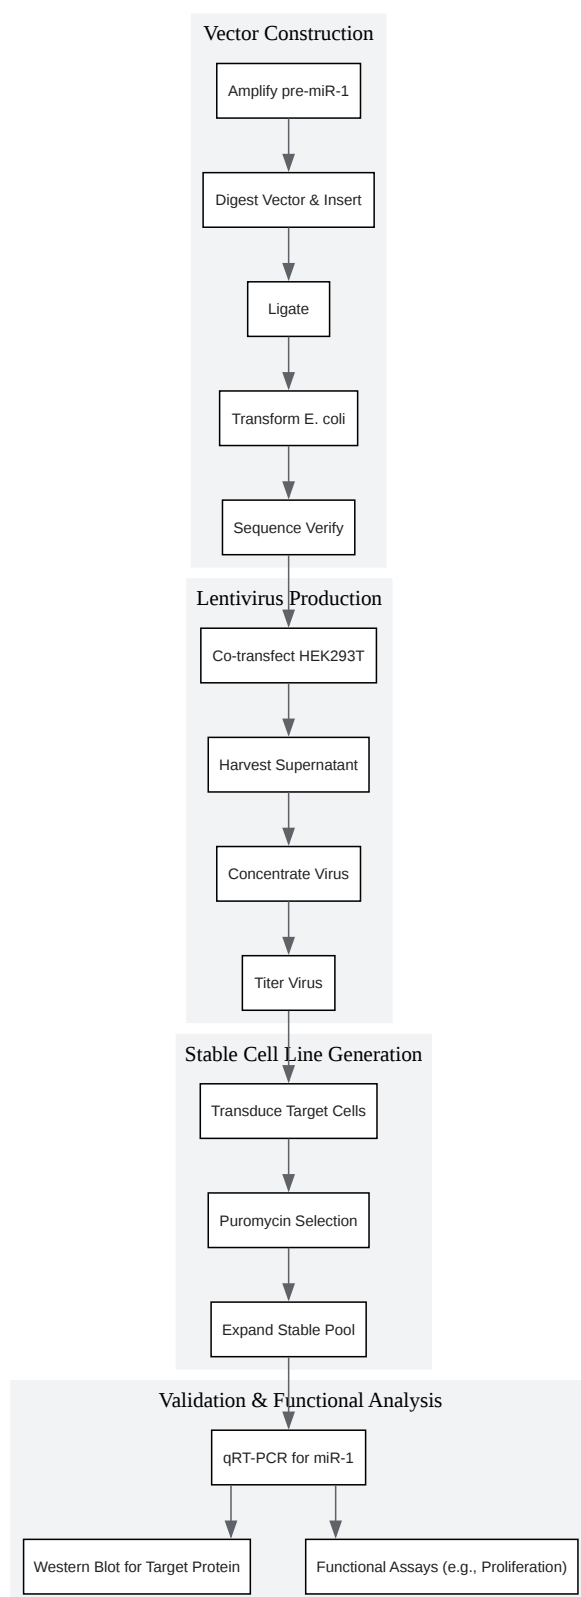 Vector Construction
Amplify pre-miR-1
Digest Vector & Insert
Ligate
Transform E. coli
Sequence Verify
Lentivirus Production
Co-transfect HEK293T
Harvest Supernatant
Concentrate Virus
Titer Virus
Stable Cell Line Generation
Transduce Target Cells
Puromycin Selection
Expand Stable Pool
Validation & Functional Analysis
qRT-PCR for miR-1
Western Blot for Target Protein
Functional Assays (e.g., Proliferation)